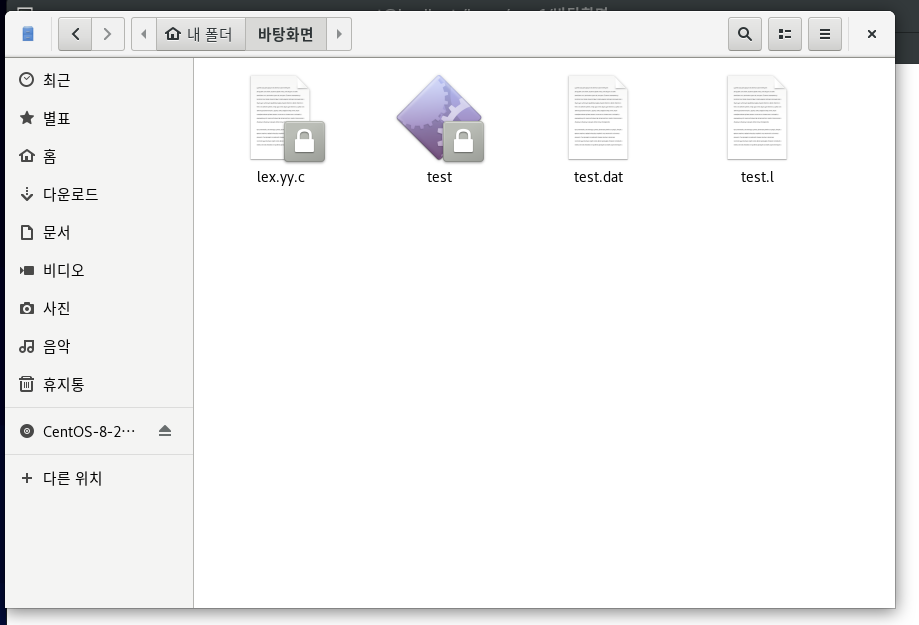 내 폴더
바탕화면
최근
별표
홈
다운로드
문서
비디오
사진
음악
휴지통
CentOS-8-2…
다른 위치
lex.yy.c
test
test.dat
test.l